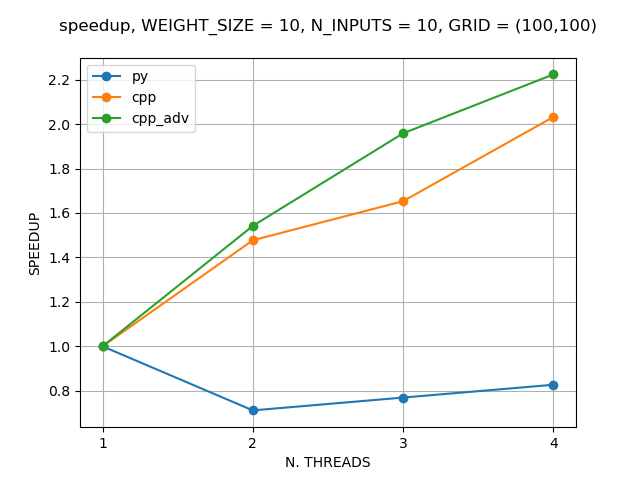 speedup, WEIGHT_SIZE = 10, N_INPUTS = 10, GRID = (100,100)
py
cpp
cpp_adv
SPEEDUP
2.2
2.0
1.8
1.6
1.4
1.2
1.0
0.8
1 2 3 4
N. THREADS